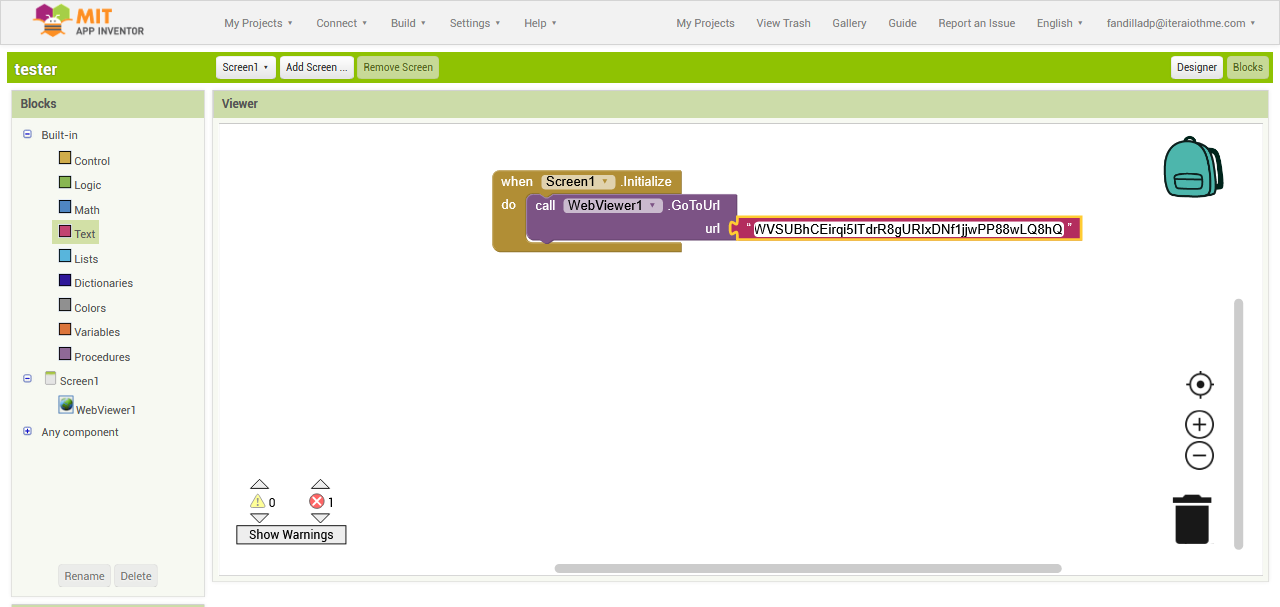 MIT
APP INVENTOR
My Projects
Connect
Build
Settings
Help
My Projects
View Trash
Gallery
Guide
Report an Issue
English
fandilladp@iteraiothme.com
tester
Screen1
Add Screen ...
Remove Screen
Designer
Blocks
Blocks
Viewer
Built-in
Control
Logic
Math
Text
Lists
Dictionaries
Colors
Variables
Procedures
Screen1
WebViewer1
Any component
Rename
Delete
when Screen1 .Initialize
do call WebViewer1 .GoToUrl
url "WVSUBhCEirqi5ITdrR8gURIxDNf1jjwPP88wLQ8hQ"
0
1
Show Warnings